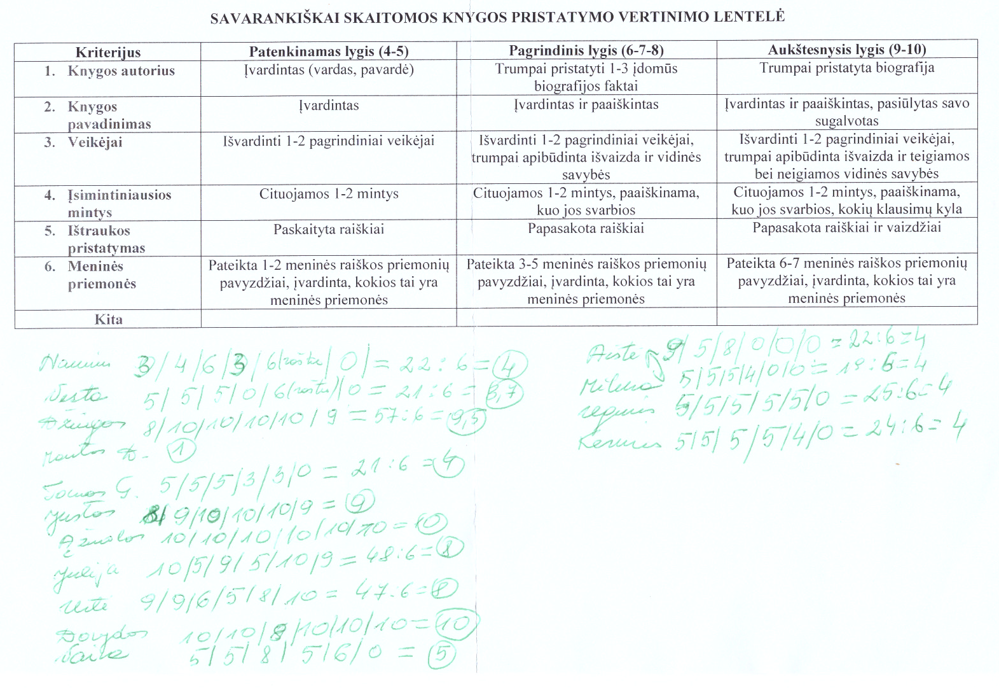 SAVARANKIŠKAI SKAITOMOS KNYGOS PRISTATYMO VERTINIMO LENTELĖ
Kriterijus Patenkinamas lygis (4-5) Pagrindinis lygis (6-7-8) Aukštesnysis lygis (9-10)
1. Knygos autorius Įvardintas (vardas, pavardė) Trumpai pristatyti 1-3 įdomūs biografijos faktai Trumpai pristatyta biografija
2. Knygos pavadinimas Įvardintas Įvardintas ir paaiškintas Įvardintas ir paaiškintas, pasiūlytas savo sugalvotas
3. Veikėjai Išvardinti 1-2 pagrindiniai veikėjai Išvardinti 1-2 pagrindiniai veikėjai, trumpai apibūdinta išvaizda ir vidinės savybės Išvardinti 1-2 pagrindiniai veikėjai, trumpai apibūdinta išvaizda ir teigiamos bei neigiamos vidinės savybės
4. Įsimintiniausios mintys Cituojamos 1-2 mintys Cituojamos 1-2 mintys, paaiškinama, kuo jos svarbios Cituojamos 1-2 mintys, paaiškinama, kuo jos svarbios, kokių klausimų kyla
5. Ištraukos pristatymas Paskaityta raiškiai Papasakota raiškiai Papasakota raiškiai ir vaizdžiai
6. Meninės priemonės Pateikta 1-2 meninės raiškos priemonių pavyzdžiai, įvardinta, kokios tai yra meninės priemonės Pateikta 3-5 meninės raiškos priemonių pavyzdžiai, įvardinta, kokios tai yra meninės priemonės Pateikta 6-7 meninės raiškos priemonių pavyzdžiai, įvardinta, kokios tai yra meninės priemonės
Kita
3/4/6/3/6(raštu)/0/= 22:6=4
5/5/5/0/6(raštu)/0 = 21:6=3,7
Džiugas 8/10/10/10/10/9 = 57:6=9,5
Mantas D. - 1
Tomas G. 5/5/5/3/3/0 = 21:6=4
Justas 8/9/10/10/10/9 = 9
Ąžuolas 10/10/10/10/10/10=10
Julija 10/5/9/5/10/9=48:6=8
Ustė 9/9/6/5/8/10= 47:6=8
Dovydas 10/10/8/10/10/10=10
5/5/8/5/6/0 = 5
Aistė 9/5/8/0/0/0=22:6=4
Milena 5/5/5/4/0/0=19:6=4
5/5/5/5/5/0=25:6=4
5/5/5/5/4/0=24:6=4